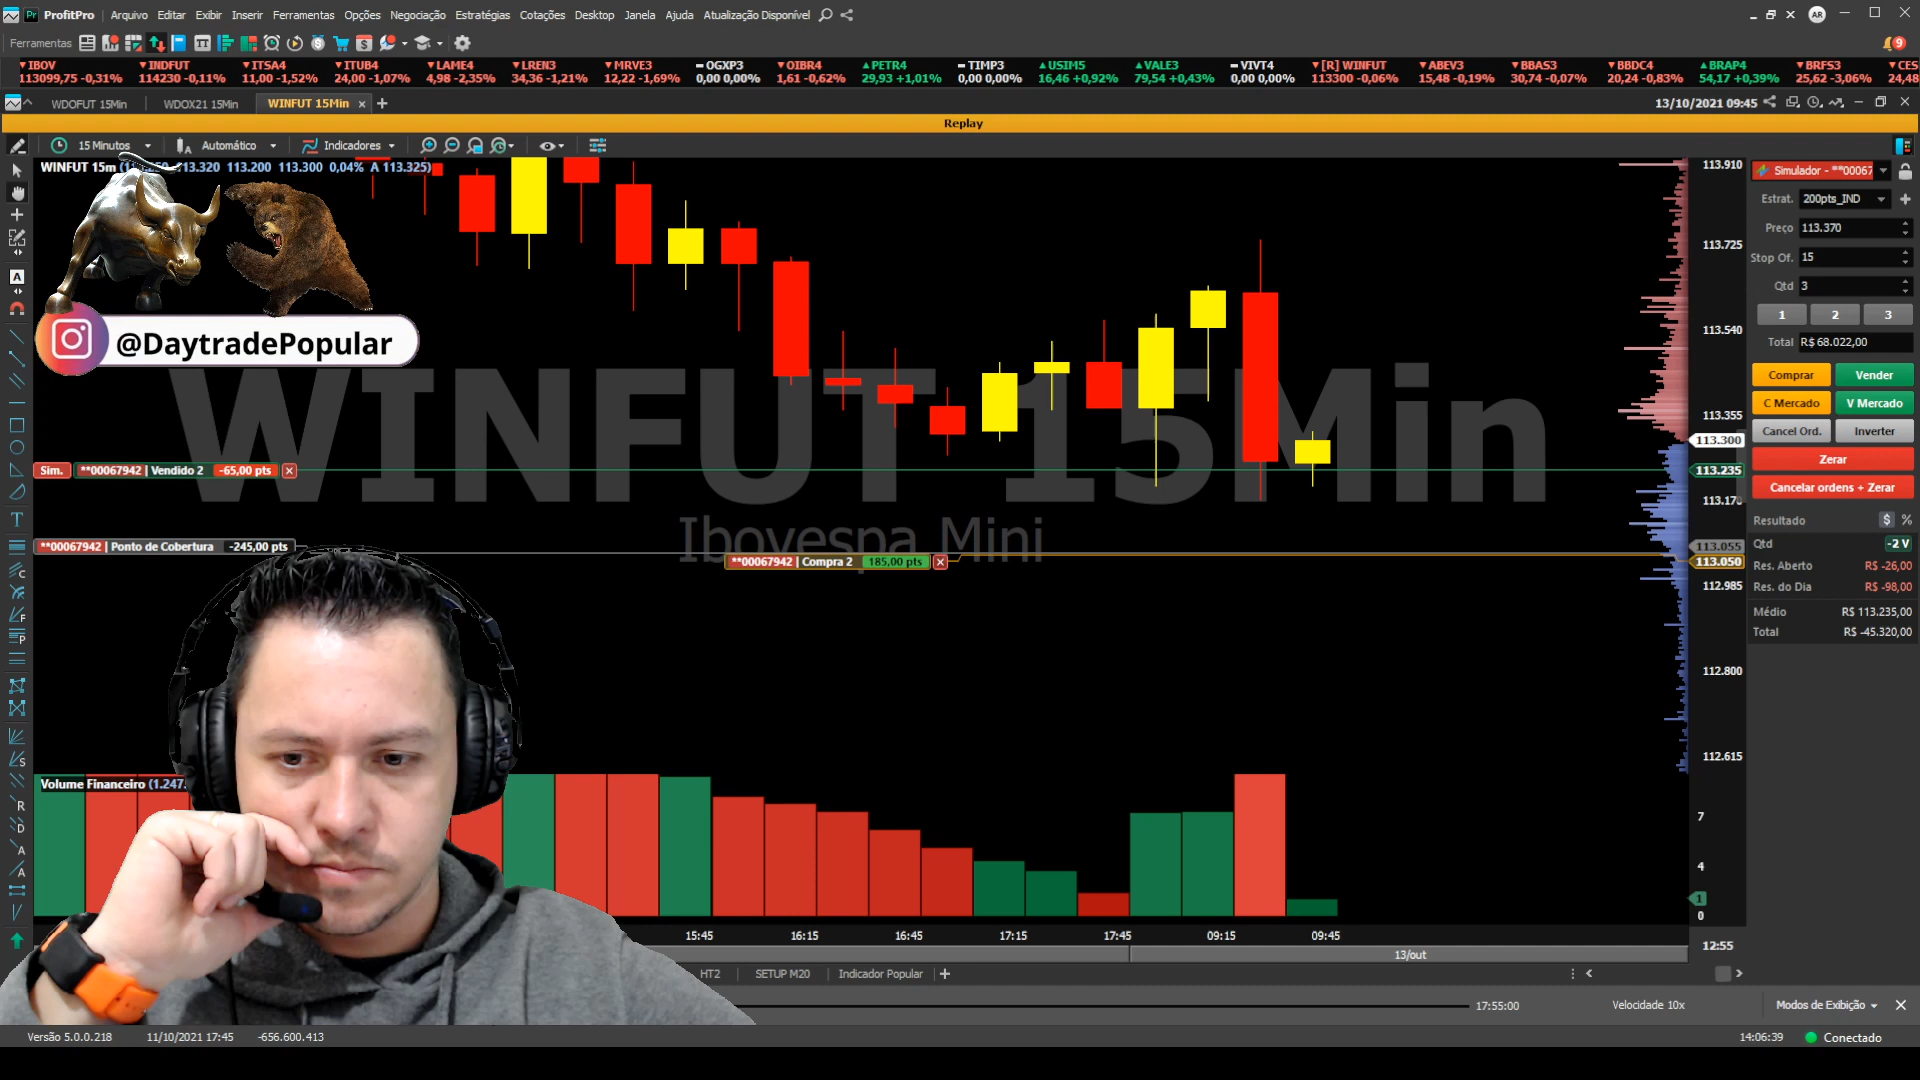 ProfitPro Arquivo Editar Exibir Inserir Ferramentas Opções Negociação Estratégias Cotações Desktop Janela Ajuda Atualização Disponível AR
Ferramentas 9
IBOV INDFUT ITSA4 ITUB4 LAME4 LREN3 MRVE3 OGXP3 OIBR4 PETR4 TIMP3 USIM5 VALE3 VIVT4 [R] WINFUT ABEV3 BBAS3 BBDC4 BRAP4 BRFS3 CES
113099,75 -0,31% 114230 -0,11% 11,00 -1,52% 24,00 -1,07% 4,98 -2,35% 34,36 -1,21% 12,22 -1,69% 0,00 0,00% 1,61 -0,62% 29,93 +1,01% 0,00 0,00% 16,46 +0,92% 79,54 +0,43% 0,00 0,00% 113300 -0,06% 15,48 -0,19% 30,74 -0,07% 20,24 -0,83% 54,17 +0,39% 25,62 -3,06% 24,48
WDOFUT 15Min WDOX21 15Min WINFUT 15Min 13/10/2021 09:45
Replay
15 Minutos Automático Indicadores
WINFUT 15m 113.320 113.200 113.300 0,04% A 113.325)
@DaytradePopular
WINFUT 15Min
Ibovespa Mini
Sim. **00067942 | Vendido 2 -65,00 pts
**00067942 | Ponto de Cobertura -245,00 pts
**00067942 | Compra 2 185,00 pts
113.910
113.725
113.540
113.355
113.300
113.235
113.170
113.055
113.050
112.985
112.800
112.615
Simulador - **00067
Estrat. 200pts_IND
Preço 113.370
Stop Of. 15
Qtd 3
1 2 3
Total R$ 68.022,00
Comprar Vender
C Mercado V Mercado
Cancel Ord. Inverter
Zerar
Cancelar ordens + Zerar
Resultado $ %
Qtd -2 V
Res. Aberto R$ -26,00
Res. do Dia R$ -98,00
Médio R$ 113.235,00
Total R$ -45.320,00
Volume Financeiro (1.247.
7
4
1
0
15:45 16:15 16:45 17:15 17:45 09:15 09:45 12:55
13/out
HT2 SETUP M20 Indicador Popular
17:55:00 Velocidade 10x Modos de Exibição
Versão 5.0.0.218 11/10/2021 17:45 -656.600.413 14:06:39 Conectado